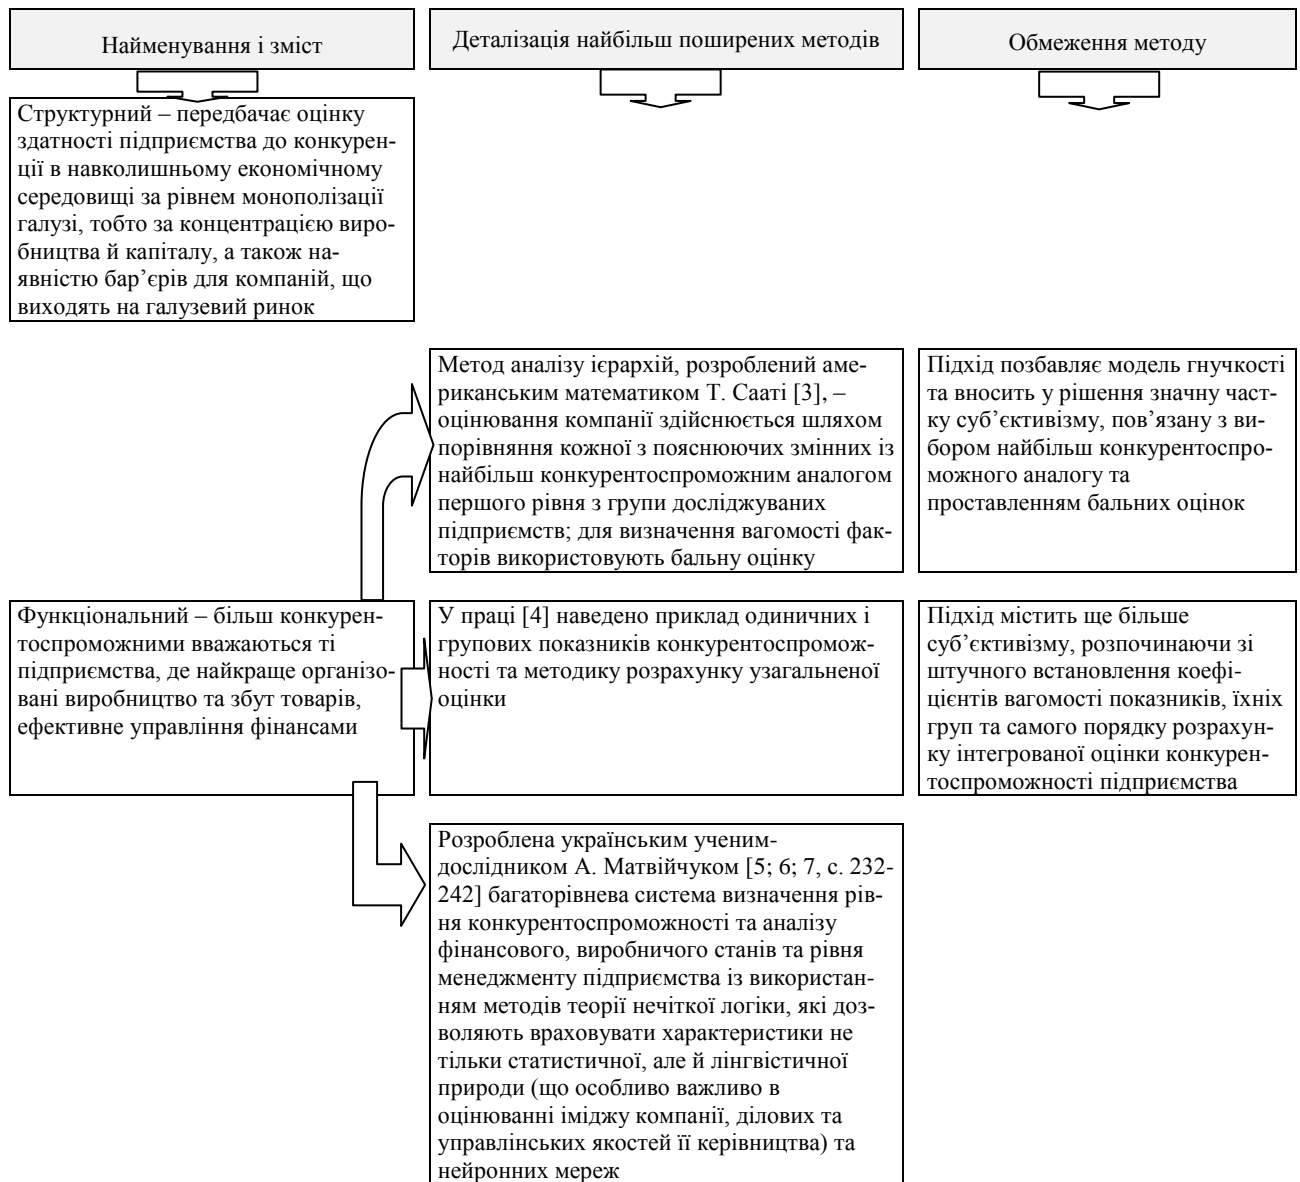 Найменування і зміст
Деталізація найбільш поширених методів
Обмеження методу
Структурний – передбачає оцінку
здатності підприємства до конкурен-
ції в навколишньому економічному
середовищі за рівнем монополізації
галузі, тобто за концентрацією виро-
бництва й капіталу, а також на-
явністю бар’єрів для компаній, що
виходять на галузевий ринок
Метод аналізу ієрархій, розроблений аме-
риканським математиком Т. Сааті [3], –
оцінювання компанії здійснюється шляхом
порівняння кожної з пояснюючих змінних із
найбільш конкурентоспроможним аналогом
першого рівня з групи досліджуваних
підприємств; для визначення вагомості фак-
торів використовують бальну оцінку
Підхід позбавляє модель гнучкості
та вносить у рішення значну част-
ку суб’єктивізму, пов’язану з ви-
бором найбільш конкурентоспро-
можного аналогу та
проставленням бальних оцінок
Функціональний – більш конкурен-
тоспроможними вважаються ті
підприємства, де найкраще організо-
вані виробництво та збут товарів,
ефективне управління фінансами
У праці [4] наведено приклад одиничних і
групових показників конкурентоспромож-
ності та методику розрахунку узагальненої
оцінки
Підхід містить ще більше
суб’єктивізму, розпочинаючи зі
штучного встановлення коефі-
цієнтів вагомості показників, їхніх
груп та самого порядку розрахун-
ку інтегрованої оцінки конкурен-
тоспроможності підприємства
Розроблена українським ученим-
дослідником А. Матвійчуком [5; 6; 7, с. 232-
242] багаторівнева система визначення рів-
ня конкурентоспроможності та аналізу
фінансового, виробничого станів та рівня
менеджменту підприємства із використан-
ням методів теорії нечіткої логіки, які доз-
воляють враховувати характеристики не
тільки статистичної, але й лінгвістичної
природи (що особливо важливо в
оцінюванні іміджу компанії, ділових та
управлінських якостей її керівництва) та
нейронних мереж